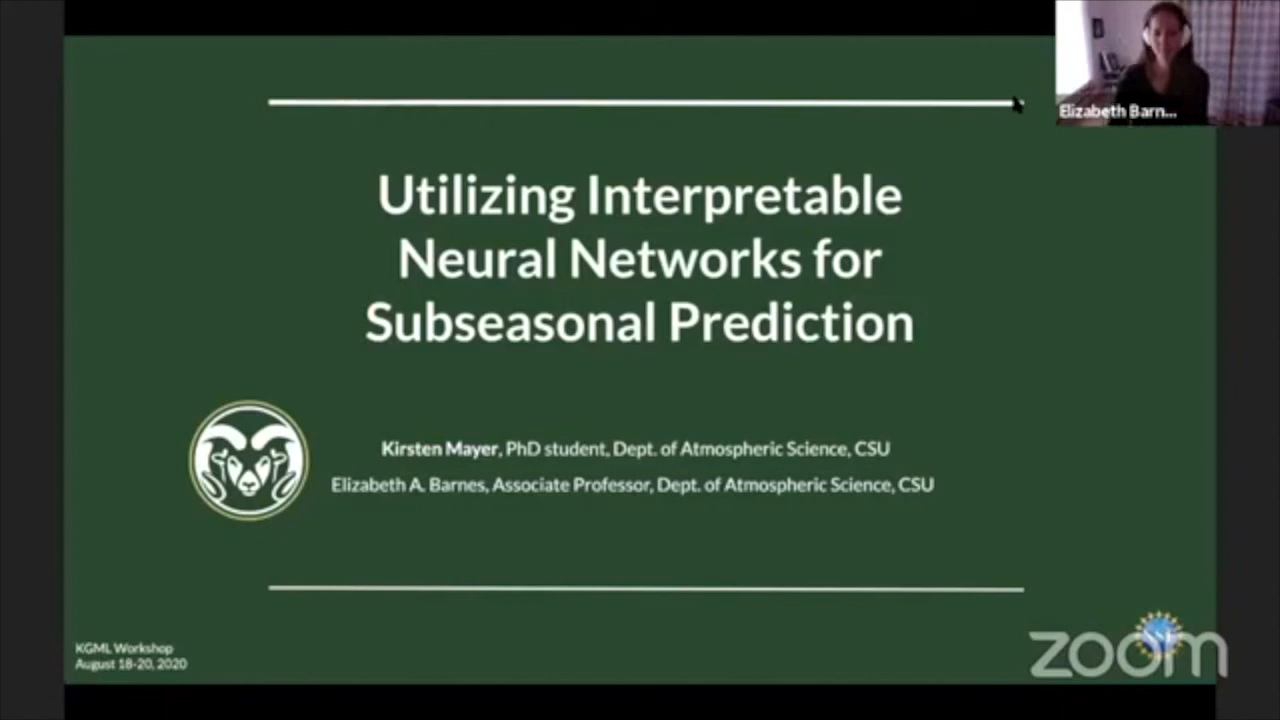 Elizabeth Barn...
Utilizing Interpretable
Neural Networks for
Subseasonal Prediction
Kirsten Mayer, PhD student, Dept. of Atmospheric Science, CSU
Elizabeth A. Barnes, Associate Professor, Dept. of Atmospheric Science, CSU
KGML Workshop
August 18-20, 2020
zoom